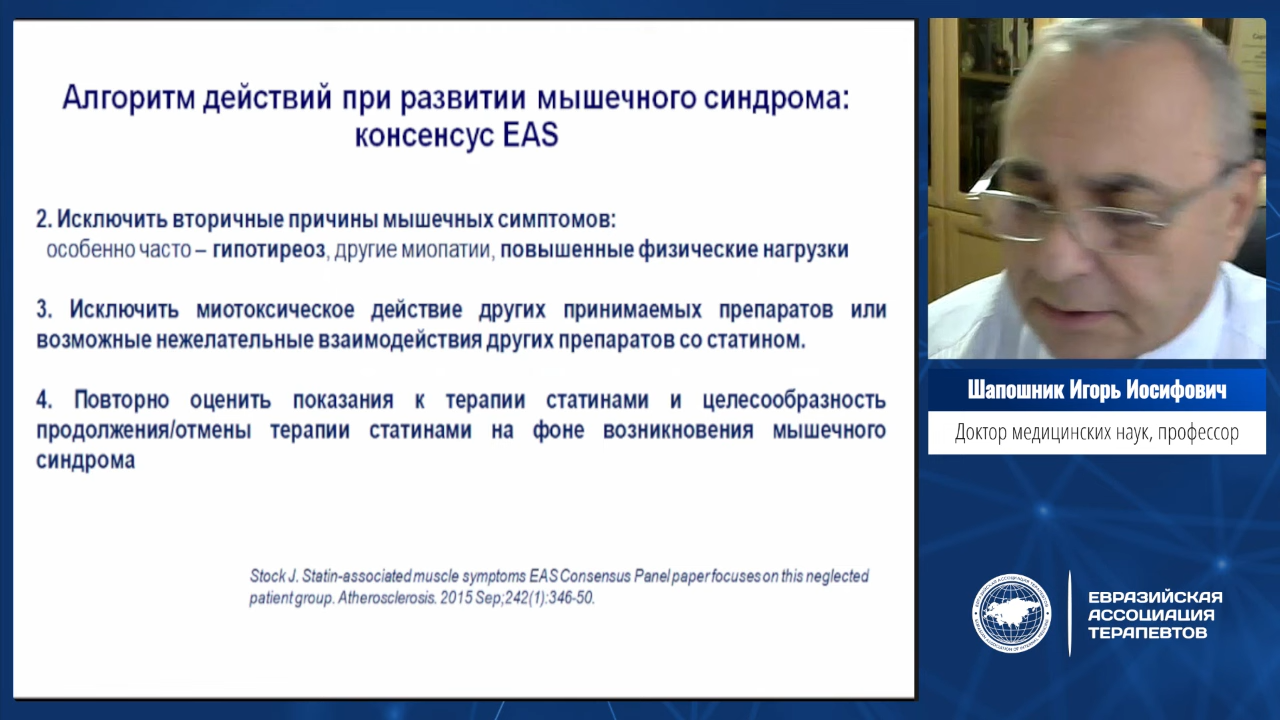 Алгоритм действий при развитии мышечного синдрома:
консенсус EAS
2. Исключить вторичные причины мышечных симптомов:
особенно часто – гипотиреоз, другие миопатии, повышенные физические нагрузки
3. Исключить миотоксическое действие других принимаемых препаратов или
возможные нежелательные взаимодействия других препаратов со статином.
4. Повторно оценить показания к терапии статинами и целесообразность
продолжения/отмены терапии статинами на фоне возникновения мышечного
синдрома
Stock J. Statin-associated muscle symptoms EAS Consensus Panel paper focuses on this neglected
patient group. Atherosclerosis. 2015 Sep;242(1):346-50.
Шапошник Игорь Иосифович
Доктор медицинских наук, профессор
ЕВРАЗИЙСКАЯ
АССОЦИАЦИЯ
ТЕРАПЕВТОВ